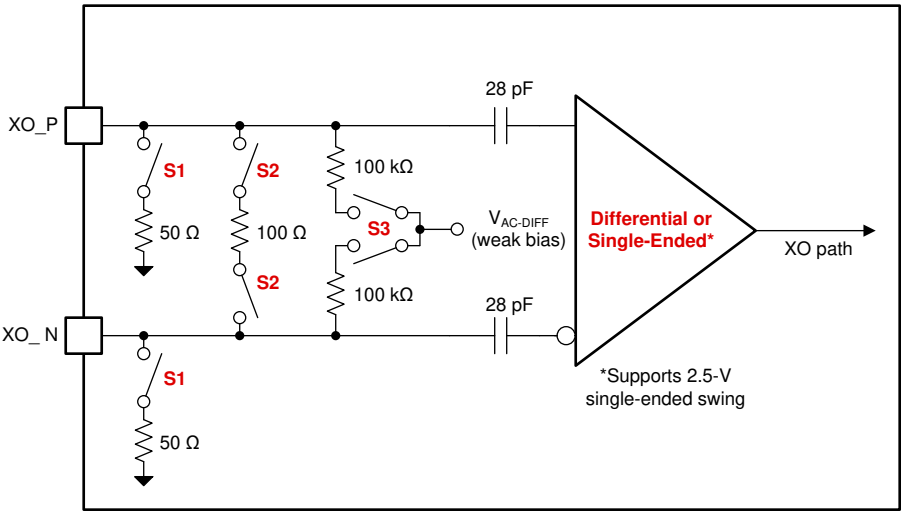 28 pF
XO_P
S1
S2
100 kΩ
50 Ω
100 Ω
S3
V_AC-DIFF
(weak bias)
Differential or
Single-Ended*
XO path
S2
100 kΩ
28 pF
XO_ N
S1
50 Ω
*Supports 2.5-V
single-ended swing